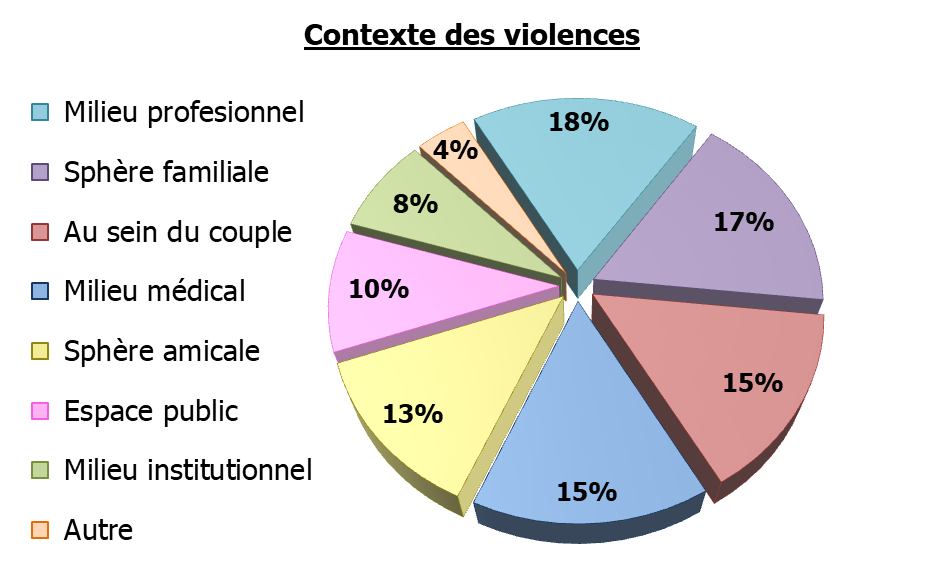 Contexte des violences
Milieu profesionnel
Sphère familiale
Au sein du couple
Milieu médical
Sphère amicale
Espace public
Milieu institutionnel
Autre
18%
17%
15%
15%
13%
10%
8%
4%